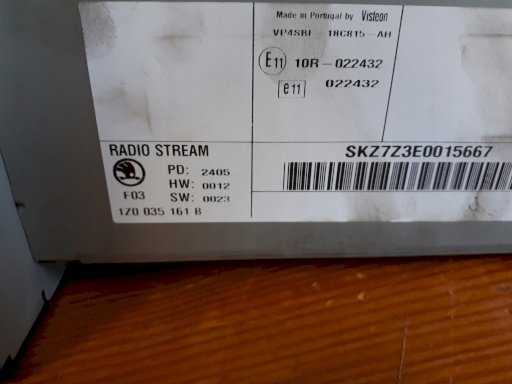 Made in Portugal by Visteon
VP4SBF-18C815-AH
E11 10R-022432
e11 022432
RADIO STREAM
PD: 2405
HW: 0012
F03
SW: 0023
1Z0 035 161 B
SKZ7Z3E0015667